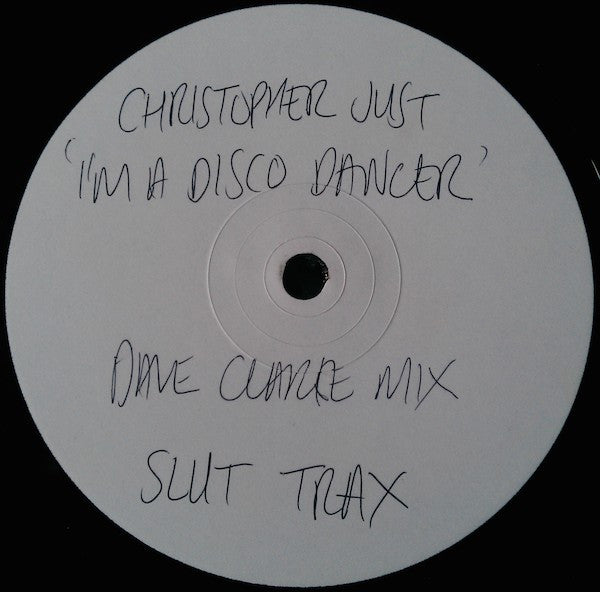 CHRISTOPHER JUST
'I'M A DISCO DANCER'
DAVE CLARKE MIX
SLUT TRAX